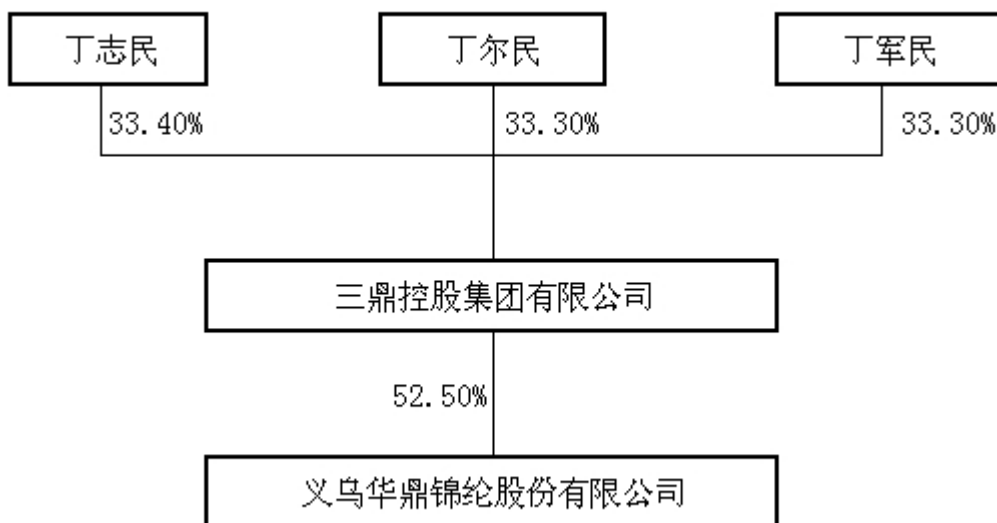 丁志民 丁尔民 丁军民
33.40% 33.30% 33.30%
三鼎控股集团有限公司
52.50%
义乌华鼎锦纶股份有限公司